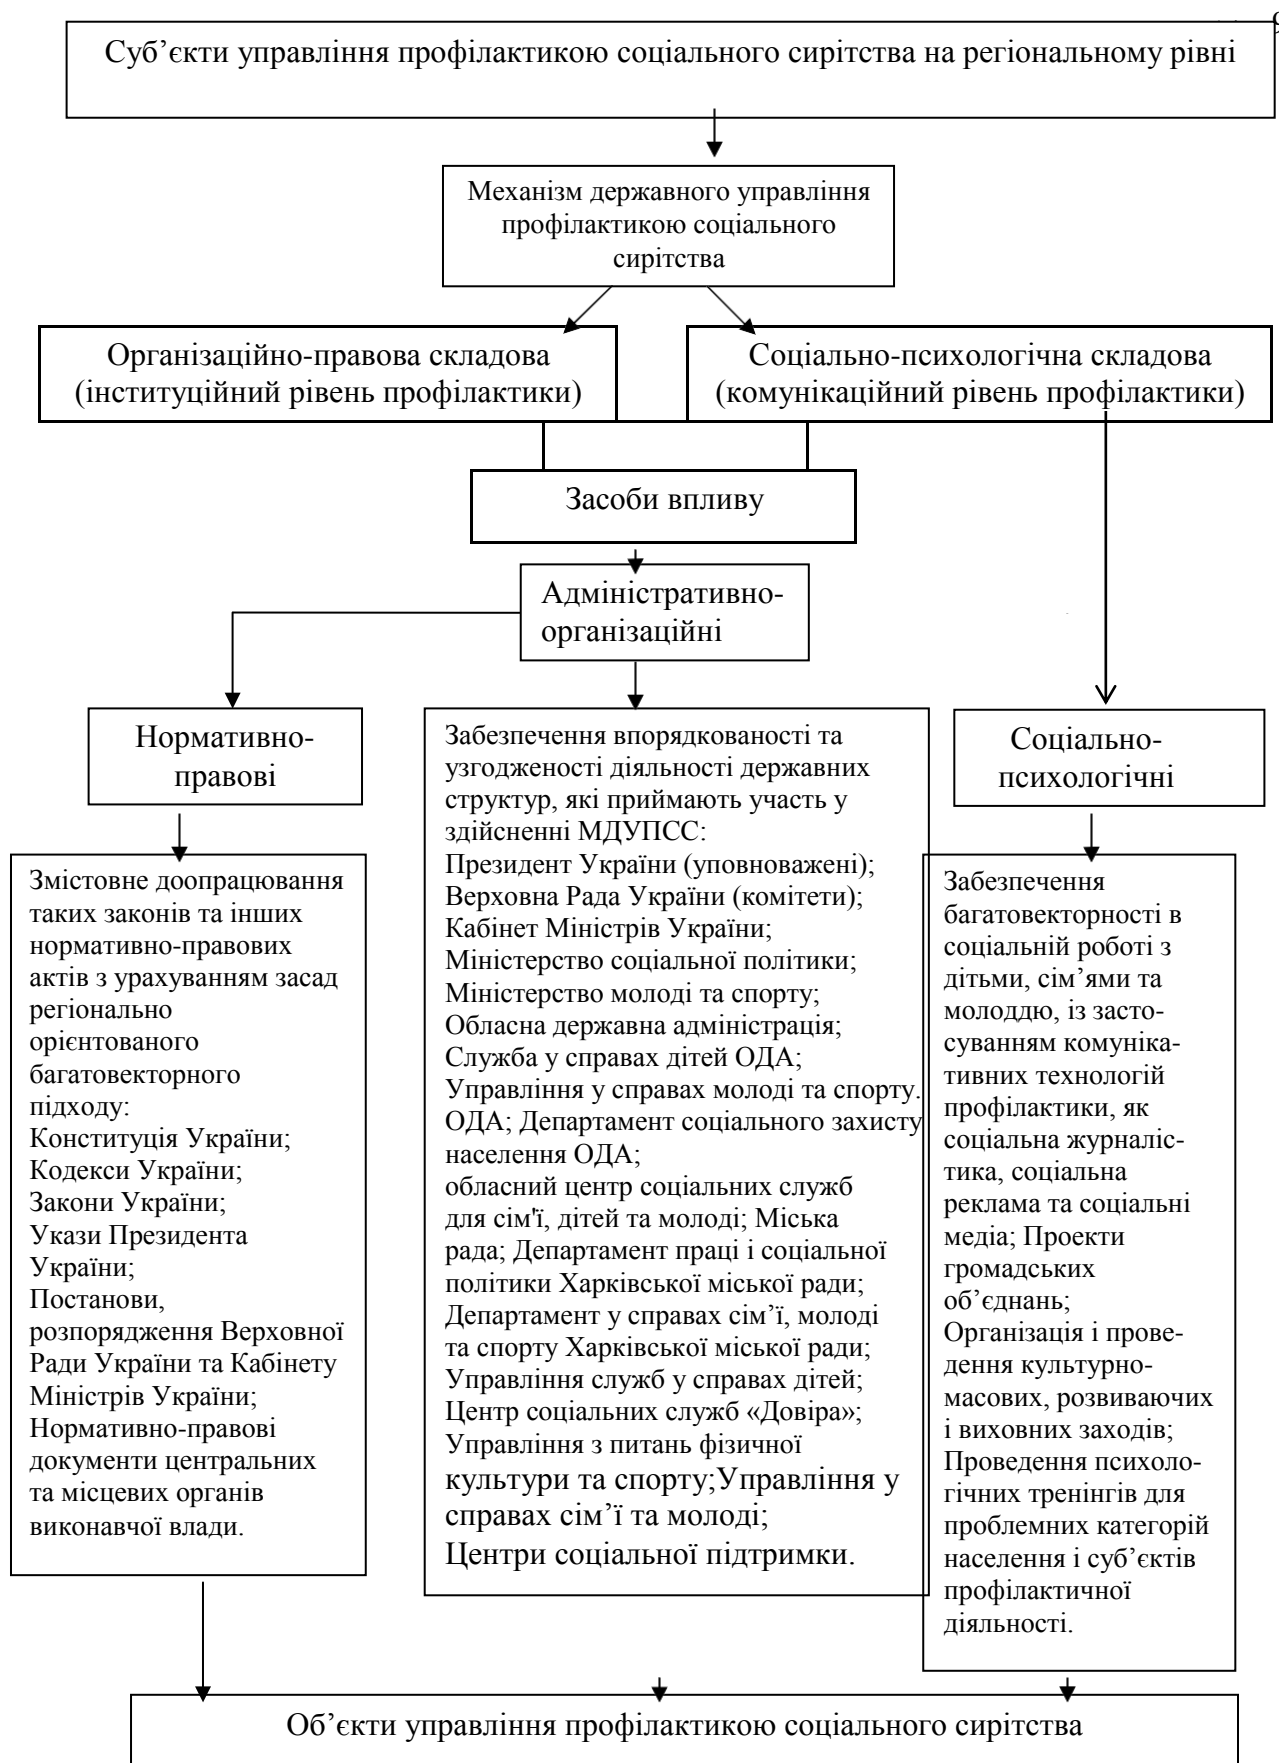 Суб’єкти управління профілактикою соціального сирітства на регіональному рівні
Механізм державного управління
профілактикою соціального
сирітства
Організаційно-правова складова
(інституційний рівень профілактики)
Соціально-психологічна складова
(комунікаційний рівень профілактики)
Засоби впливу
Адміністративно-
організаційні
Нормативно-
правові
Змістовне доопрацювання
таких законів та інших
нормативно-правових
актів з урахуванням засад
регіонально
орієнтованого
багатовекторного
підходу:
Конституція України;
Кодекси України;
Закони України;
Укази Президента
України;
Постанови,
розпорядження Верховної
Ради України та Кабінету
Міністрів України;
Нормативно-правові
документи центральних
та місцевих органів
виконавчої влади.
Забезпечення впорядкованості та
узгодженості діяльності державних
структур, які приймають участь у
здійсненні МДУПСС:
Президент України (уповноважені);
Верховна Рада України (комітети);
Кабінет Міністрів України;
Міністерство соціальної політики;
Міністерство молоді та спорту;
Обласна державна адміністрація;
Служба у справах дітей ОДА;
Управління у справах молоді та спорту.
ОДА; Департамент соціального захисту
населення ОДА;
обласний центр соціальних служб
для сім'ї, дітей та молоді; Міська
рада; Департамент праці і соціальної
політики Харківської міської ради;
Департамент у справах сім’ї, молоді
та спорту Харківської міської ради;
Управління служб у справах дітей;
Центр соціальних служб «Довіра»;
Управління з питань фізичної
культури та спорту;Управління у
справах сім’ї та молоді;
Центри соціальної підтримки.
Соціально-
психологічні
Забезпечення
багатовекторності в
соціальній роботі з
дітьми, сім’ями та
молоддю, із засто-
суванням комуніка-
тивних технологій
профілактики, як
соціальна журналіс-
тика, соціальна
реклама та соціальні
медіа; Проекти
громадських
об’єднань;
Організація і прове-
дення культурно-
масових, розвиваючих
і виховних заходів;
Проведення психоло-
гічних тренінгів для
проблемних категорій
населення і суб’єктів
профілактичної
діяльності.
Об’єкти управління профілактикою соціального сирітства